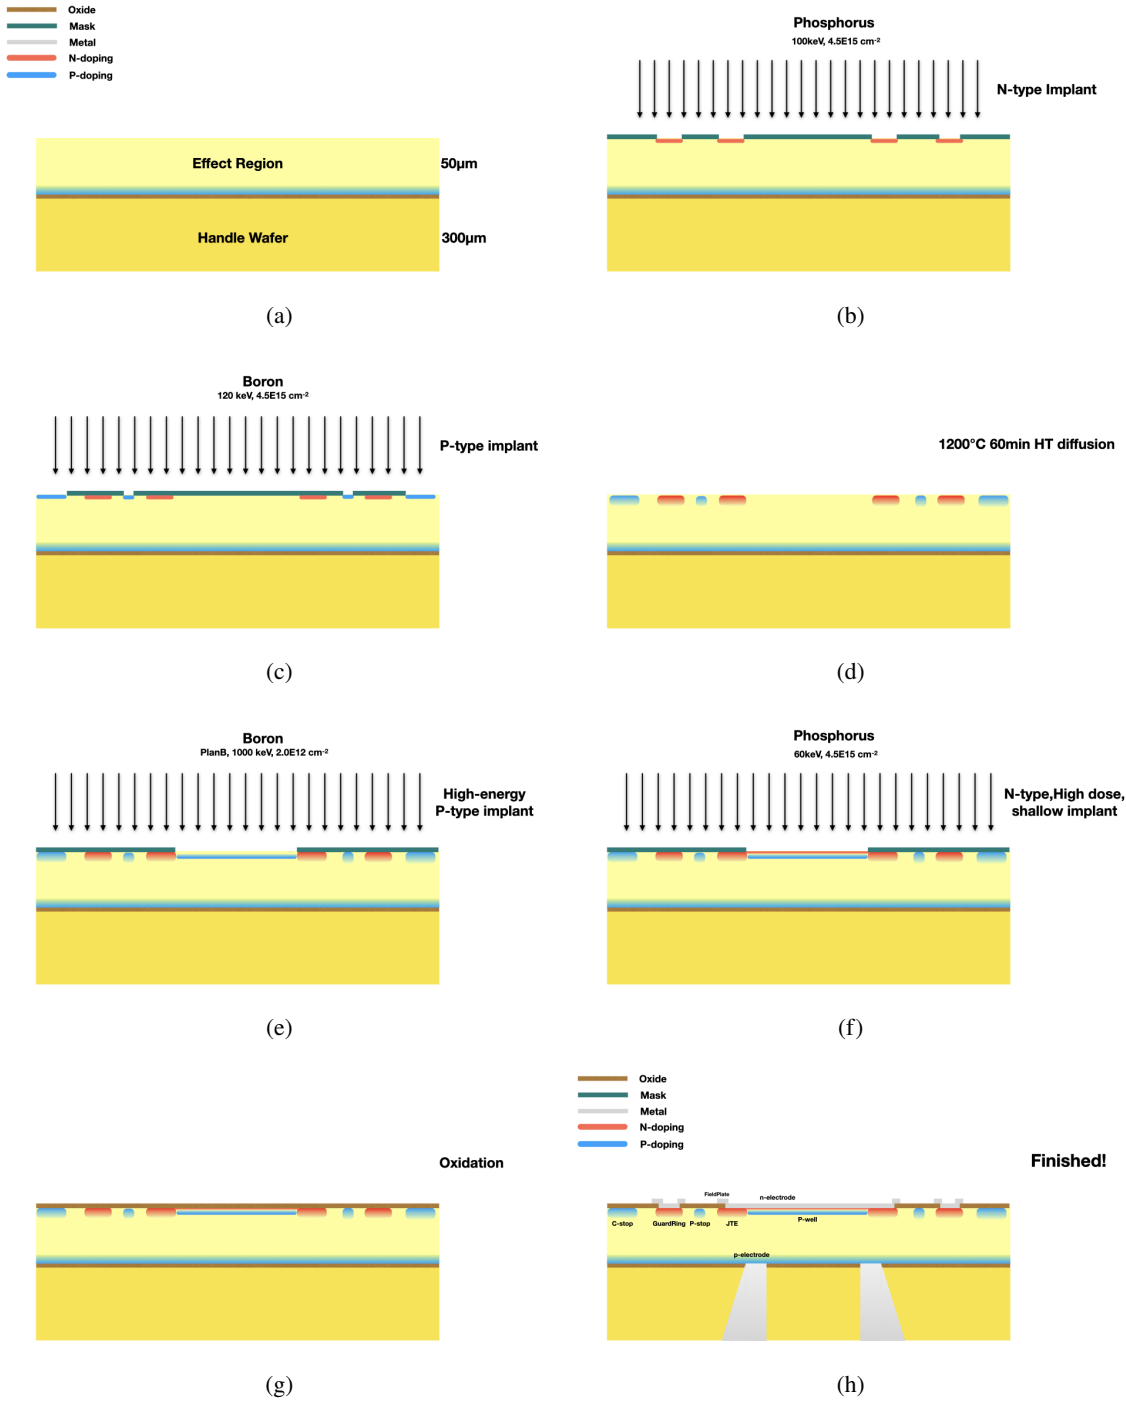 Oxide
Mask
Metal
N-doping
P-doping
Effect Region
50μm
Handle Wafer
300μm
(a)
Phosphorus
100keV, 4.5E15 cm⁻²
N-type Implant
(b)
Boron
120 keV, 4.5E15 cm⁻²
P-type implant
(c)
1200°C 60min HT diffusion
(d)
Boron
PlanB, 1000 keV, 2.0E12 cm⁻²
High-energy
P-type implant
(e)
Phosphorus
60keV, 4.5E15 cm⁻²
N-type,High dose,
shallow implant
(f)
Oxidation
(g)
Oxide
Mask
Metal
N-doping
P-doping
Finished!
FieldPlate
n-electrode
C-stop
GuardRing
P-stop
JTE
P-well
p-electrode
(h)